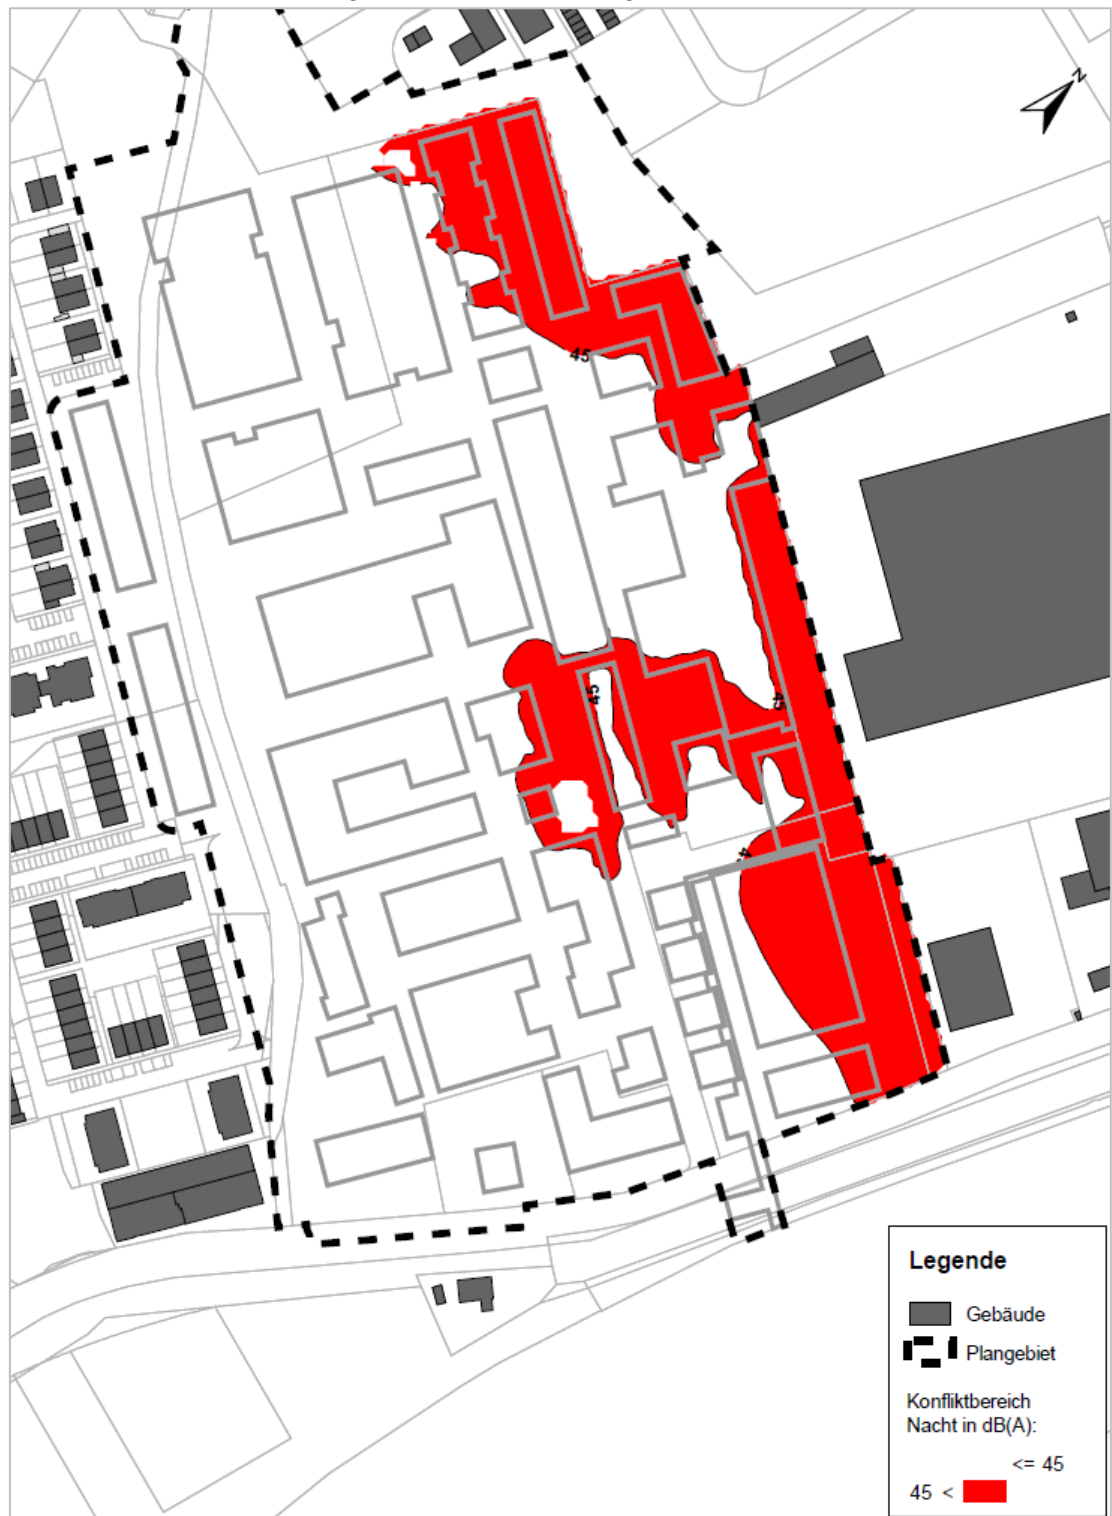 N
45
45
45
Legende
Gebäude
Plangebiet
Konfliktbereich
Nacht in dB(A):
<= 45
45 <